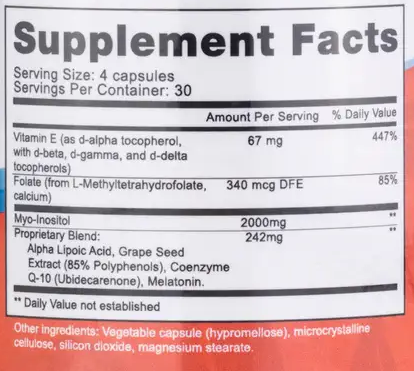 Supplement Facts
Serving Size: 4 capsules
Servings Per Container: 30
Amount Per Serving % Daily Value
Vitamin E (as d-alpha tocopherol, 67 mg 447%
with d-beta, d-gamma, and d-delta
tocopherols)
Folate (from L-Methyltetrahydrofolate, 340 mcg DFE 85%
calcium)
Myo-Inositol 2000mg **
Proprietary Blend: 242mg **
Alpha Lipoic Acid, Grape Seed
Extract (85% Polyphenols), Coenzyme
Q-10 (Ubidecarenone), Melatonin.
** Daily Value not established
Other Ingredients: Vegetable capsule (hypromellose), microcrystalline
cellulose, silicon dioxide, magnesium stearate.